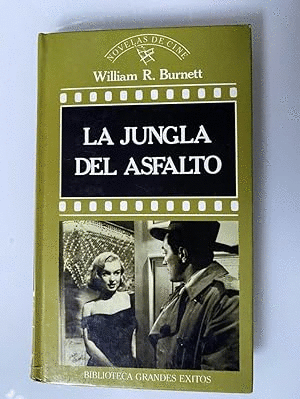 NOVELAS DE CINE
William R. Burnett
LA JUNGLA
DEL ASFALTO
BIBLIOTECA GRANDES EXITOS